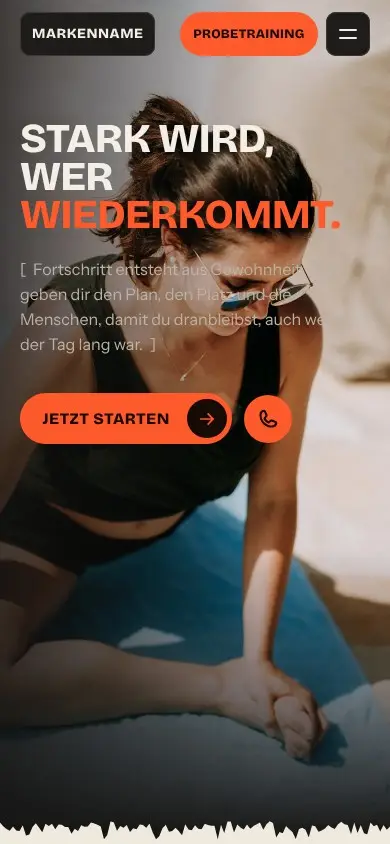 MARKENNAME
PROBETRAINING
STARK WIRD,
WER
WIEDERKOMMT.
[ Fortschritt entsteht aus Gewohnheit
geben dir den Plan, den Platz und die
Menschen, damit du dranbleibst, auch we
der Tag lang war. ]
JETZT STARTEN